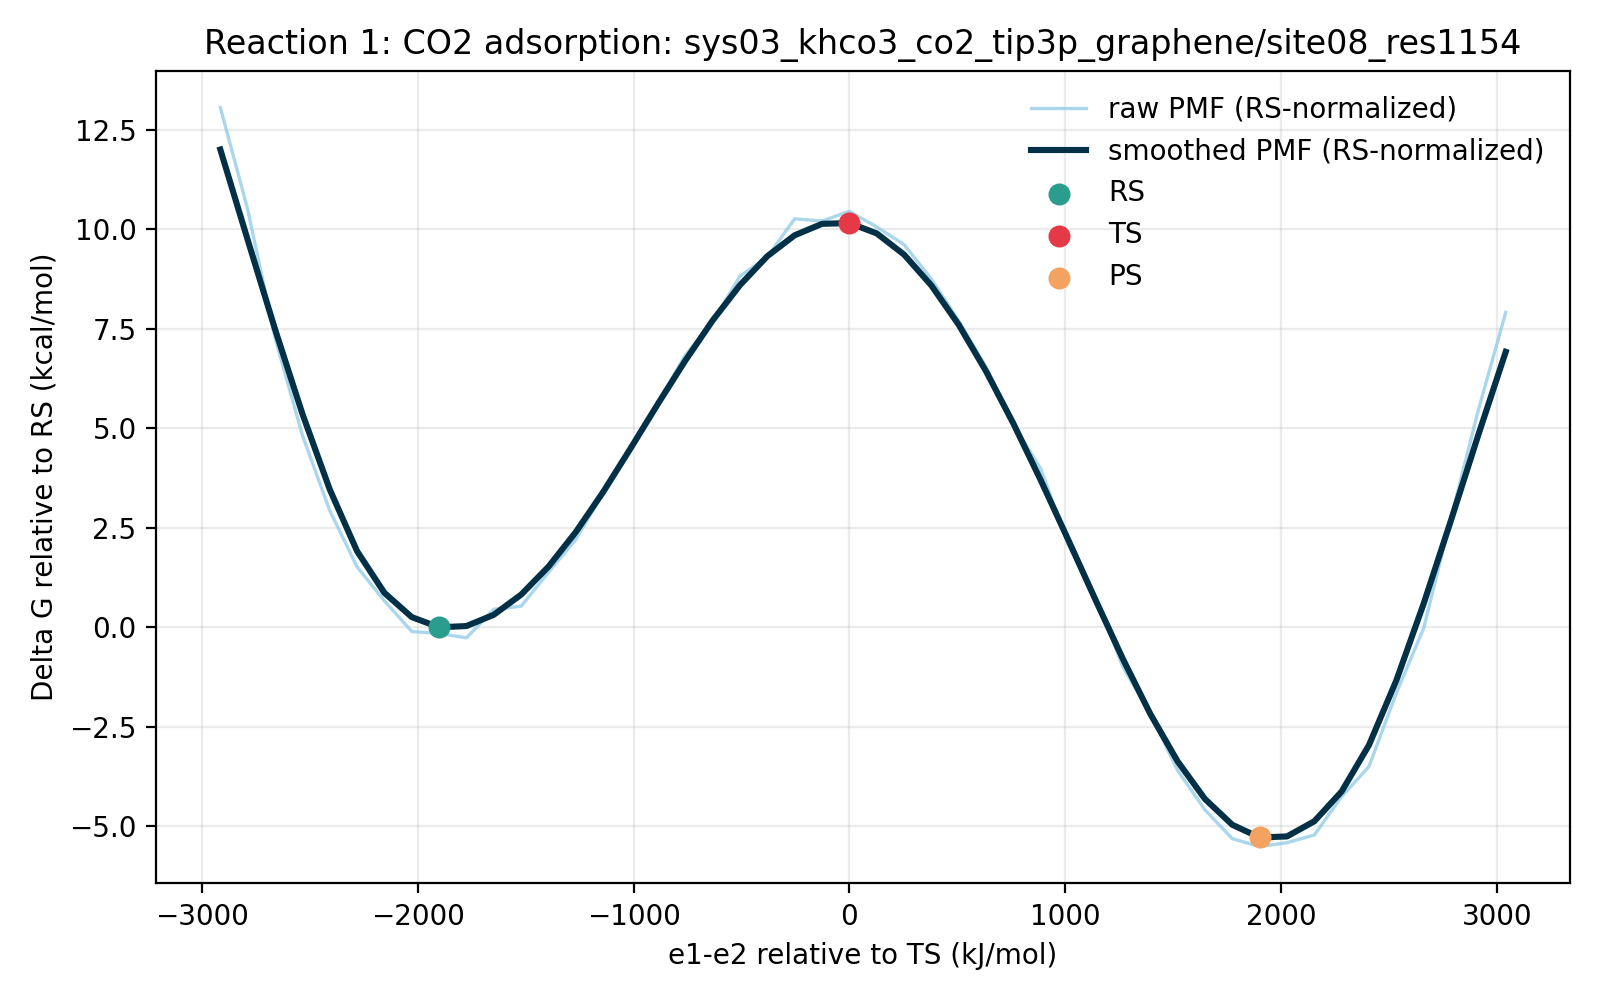 Reaction 1: CO2 adsorption: sys03_khco3_co2_tip3p_graphene/site08_res1154
raw PMF (RS-normalized)
smoothed PMF (RS-normalized)
RS
TS
PS
Delta G relative to RS (kcal/mol)
12.5
10.0
7.5
5.0
2.5
0.0
−2.5
−5.0
−3000 −2000 −1000 0 1000 2000 3000
e1-e2 relative to TS (kJ/mol)